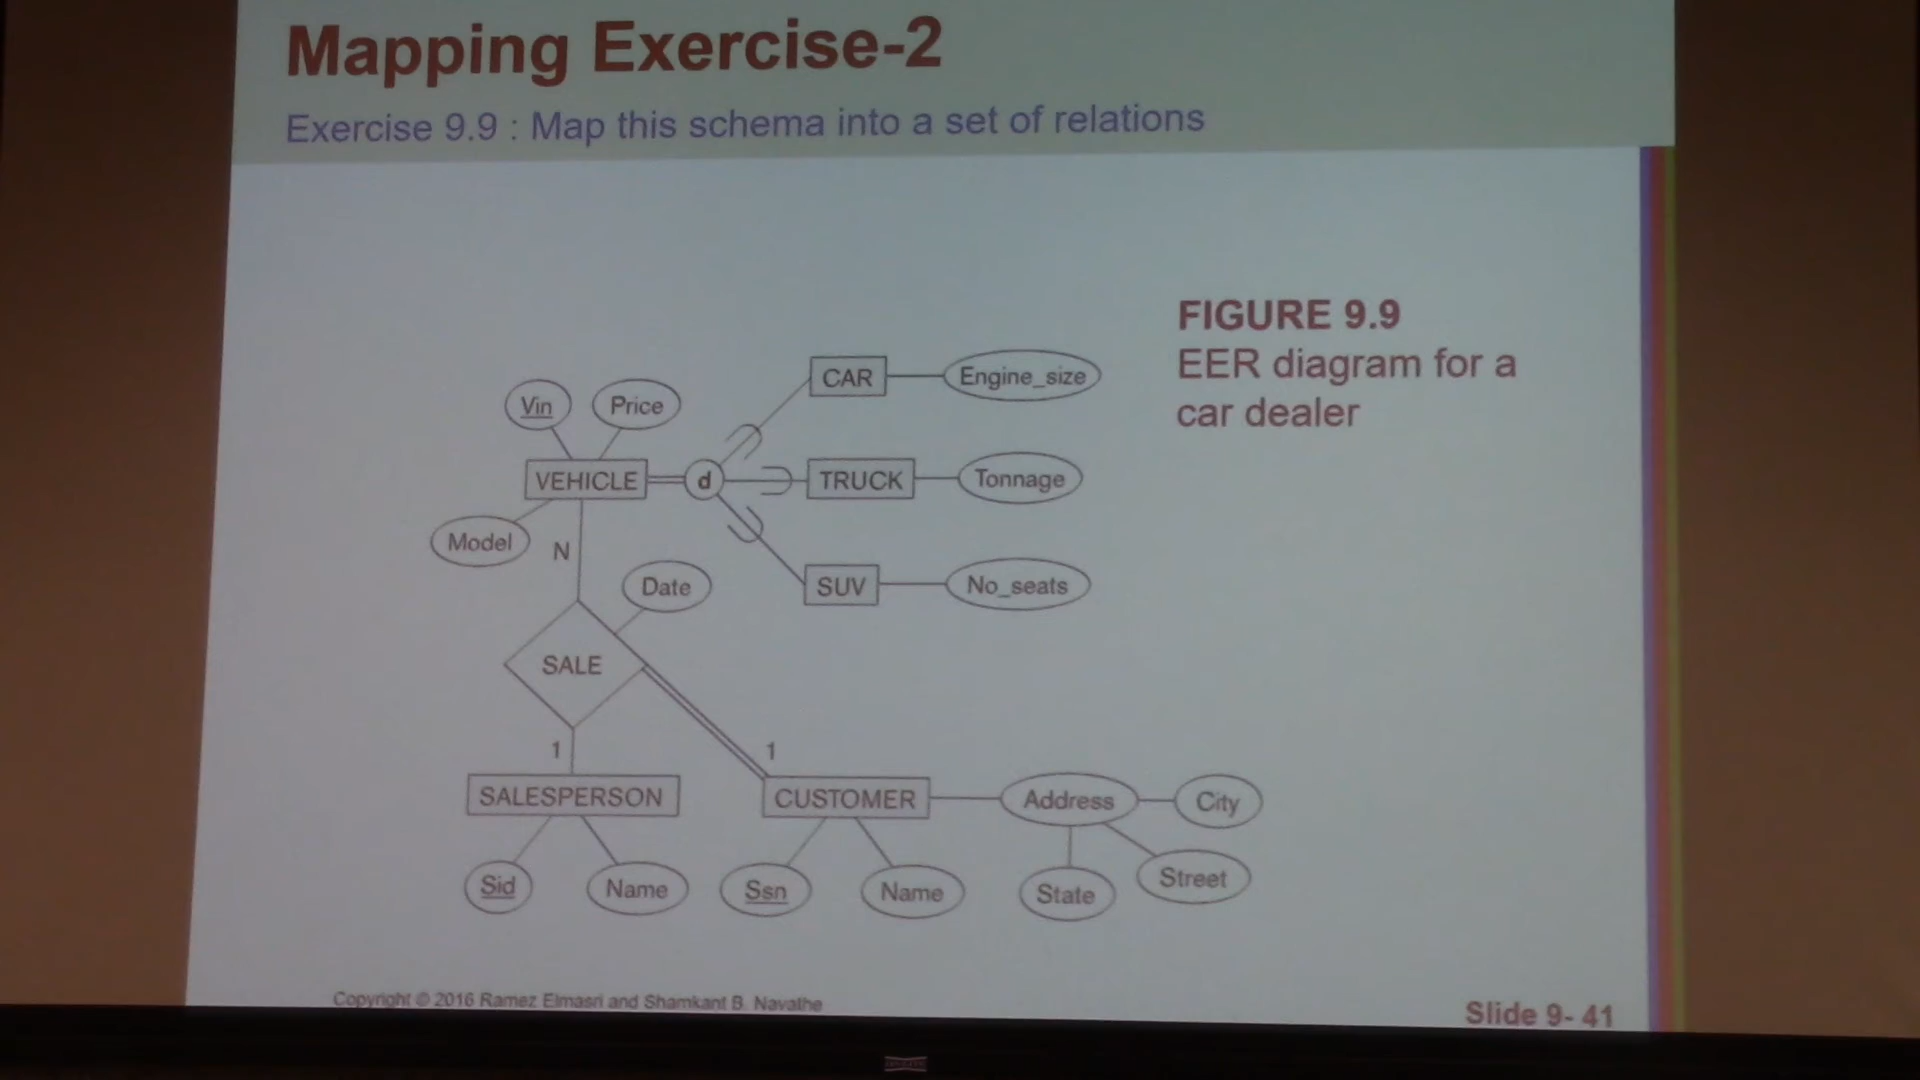 Mapping Exercise-2
Exercise 9.9 : Map this schema into a set of relations
FIGURE 9.9
EER diagram for a
car dealer
CAR
Engine_size
Vin
Price
VEHICLE
d
TRUCK
Tonnage
Model
N
Date
SUV
No_seats
SALE
1
1
SALESPERSON
CUSTOMER
Address
City
Sid
Name
Ssn
Name
State
Street
Copyright © 2016 Ramez Elmasri and Shamkant B. Navathe
Slide 9- 41